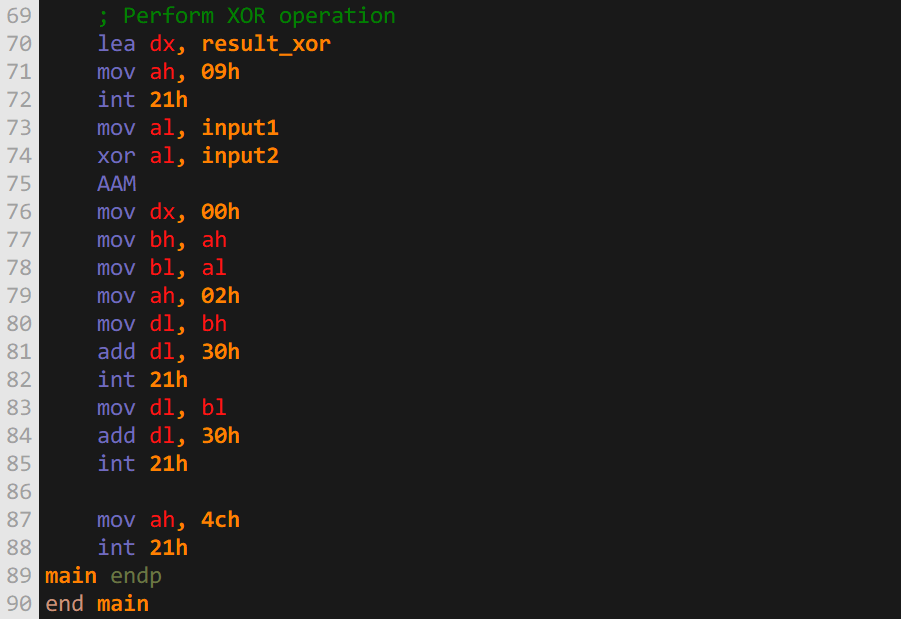 69 ; Perform XOR operation
70 lea dx, result_xor
71 mov ah, 09h
72 int 21h
73 mov al, input1
74 xor al, input2
75 AAM
76 mov dx, 00h
77 mov bh, ah
78 mov bl, al
79 mov ah, 02h
80 mov dl, bh
81 add dl, 30h
82 int 21h
83 mov dl, bl
84 add dl, 30h
85 int 21h
86
87 mov ah, 4ch
88 int 21h
89 main endp
90 end main